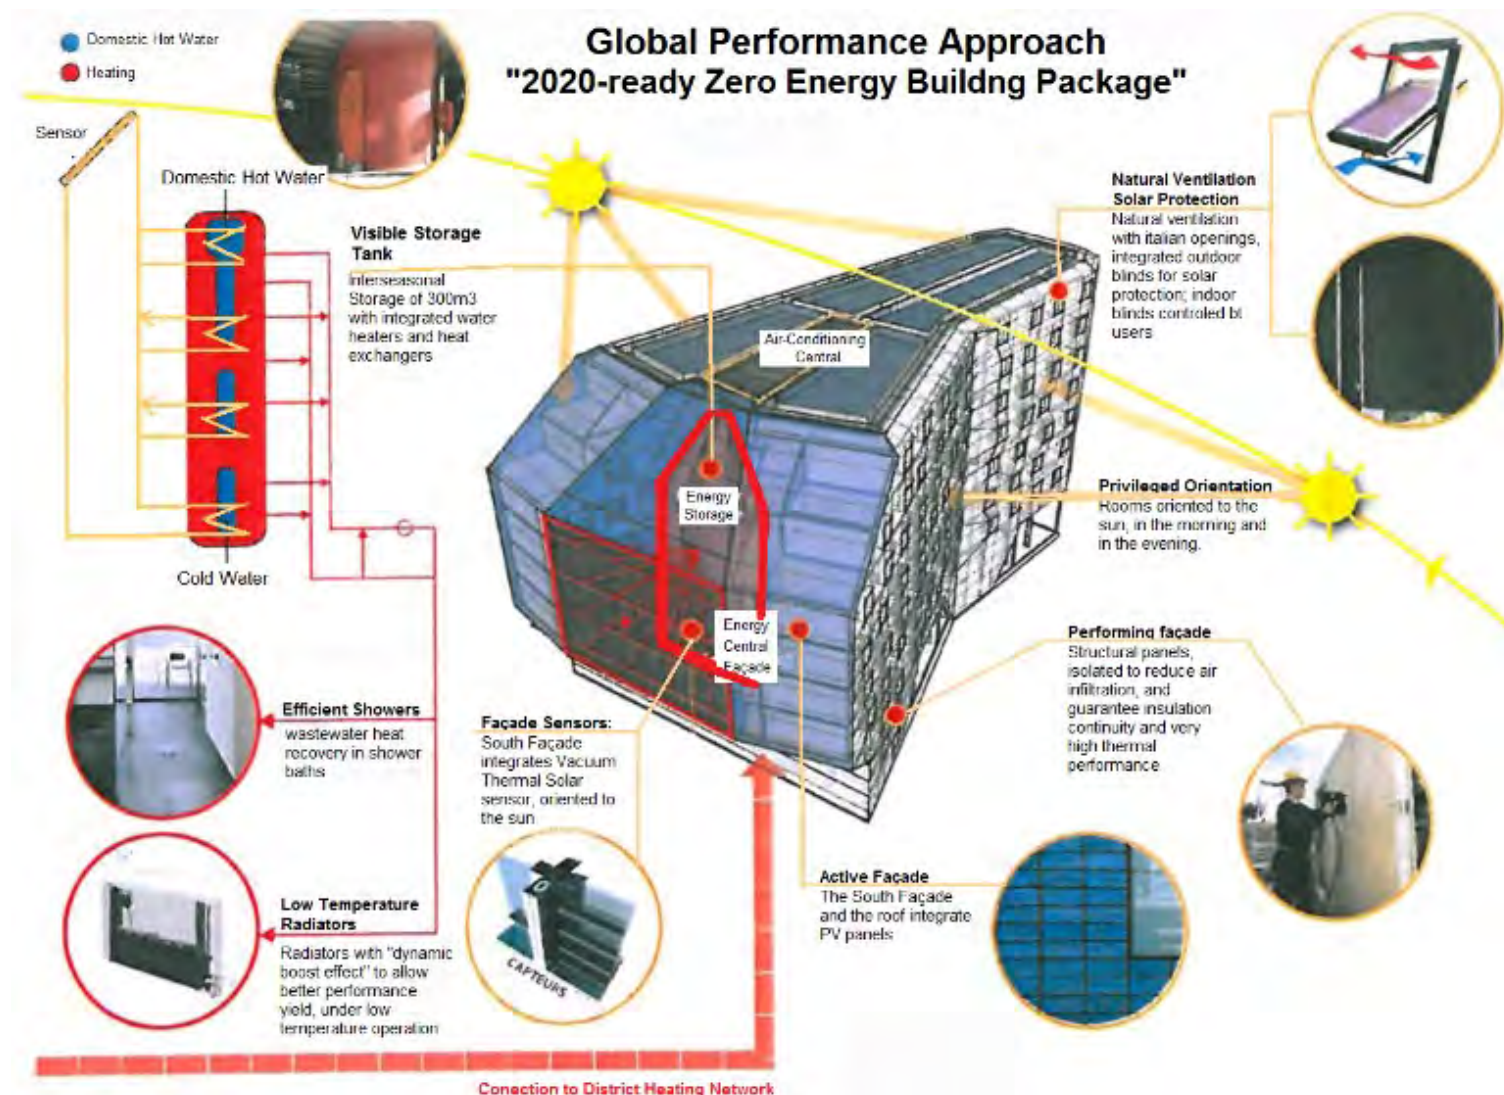 Global Performance Approach
"2020-ready Zero Energy Buildng Package"
Domestic Hot Water
Heating
Sensor
Domestic Hot Water
Cold Water
Visible Storage
Tank
Interseasonal
Storage of 300m3
with integrated water
heaters and heat
exchangers
Air-Conditioning
Central
Energy
Storage
Energy
Central
Façade
Natural Ventilation
Solar Protection
Natural ventilation
with italian openings,
integrated outdoor
blinds for solar
protection; indoor
blinds controled bt
users
Privileged Orientation
Rooms oriented to the
sun, in the morning and
in the evening.
Performing façade
Structural panels,
isolated to reduce air
infiltration, and
guarantee insulation
continuity and very
high thermal
performance
Efficient Showers
wastewater heat
recovery in shower
baths
Façade Sensors:
South Façade
integrates Vacuum
Thermal Solar
sensor, oriented to
the sun
CAPTEURS
Active Façade
The South Façade
and the roof integrate
PV panels
Low Temperature
Radiators
Radiators with "dynamic
boost effect" to allow
better performance
yield, under low
temperature operation
Conection to District Heating Network